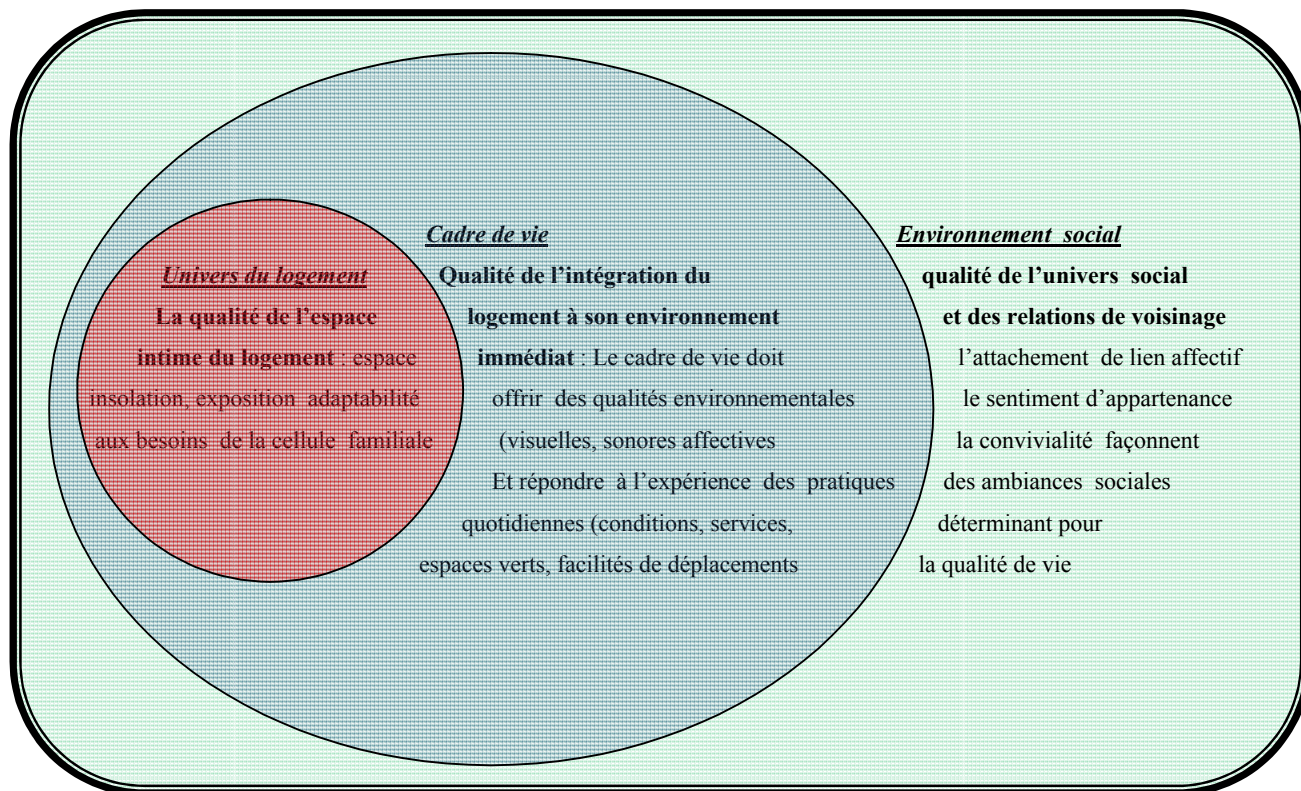 Univers du logement
La qualité de l'espace
intime du logement : espace
insolation, exposition adaptabilité
aux besoins de la cellule familiale
Cadre de vie
Qualité de l'intégration du
logement à son environnement
immédiat : Le cadre de vie doit
offrir des qualités environnementales
(visuelles, sonores affectives
Et répondre à l'expérience des pratiques
quotidiennes (conditions, services,
espaces verts, facilités de déplacements
Environnement social
qualité de l'univers social
et des relations de voisinage
l'attachement de lien affectif
le sentiment d'appartenance
la convivialité façonnent
des ambiances sociales
déterminant pour
la qualité de vie